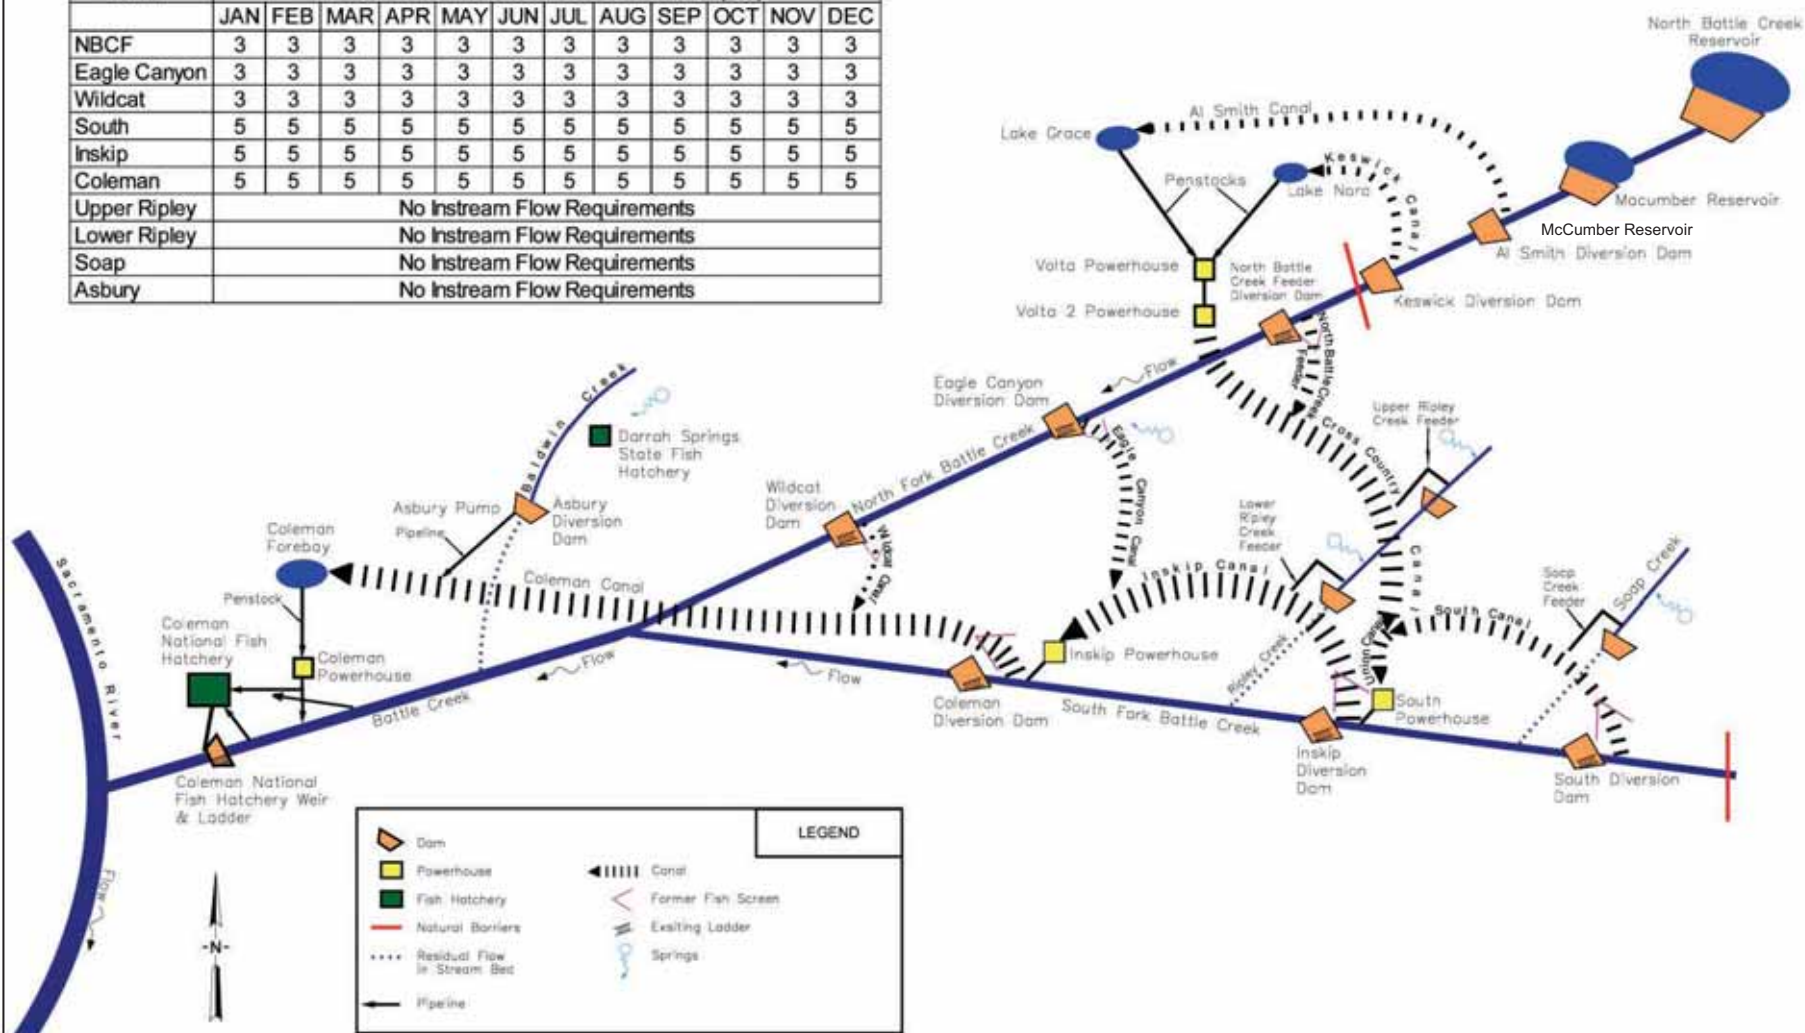 JAN FEB MAR APR MAY JUN JUL AUG SEP OCT NOV DEC
NBCF 3 3 3 3 3 3 3 3 3 3 3 3
Eagle Canyon 3 3 3 3 3 3 3 3 3 3 3 3
Wildcat 3 3 3 3 3 3 3 3 3 3 3 3
South 5 5 5 5 5 5 5 5 5 5 5 5
Inskip 5 5 5 5 5 5 5 5 5 5 5 5
Coleman 5 5 5 5 5 5 5 5 5 5 5 5
Upper Ripley No Instream Flow Requirements
Lower Ripley No Instream Flow Requirements
Soap No Instream Flow Requirements
Asbury No Instream Flow Requirements
North Battle Creek
Reservoir
Al Smith Canal
Lake Grace
Keswick Canal
Penstocks
Lake Nora
Macumber Reservoir
McCumber Reservoir
Al Smith Diversion Dam
Volta Powerhouse
North Battle
Creek Feeder
Diversion Dam
Keswick Diversion Dam
Volta 2 Powerhouse
North Battle Creek
Feeder
Flow
Eagle Canyon
Diversion Dam
Upper Ripley
Creek Feeder
Cross Country
Canal
Eagle
Canyon Canal
North Fork Battle Creek
Baldwin Creek
Darrah Springs
State Fish
Hatchery
Wildcat
Diversion
Dam
Asbury Pump
Pipeline
Asbury
Diversion
Dam
Lower
Ripley
Creek
Feeder
Coleman
Forebay
Wildcat Canal
Coleman Canal
Inskip Canal
Soap
Creek
Feeder
Soap Creek
South Canal
Sacramento River
Penstock
Coleman
National Fish
Hatchery
Coleman
Powerhouse
Inskip Powerhouse
Union Canal
Ripley Creek
Flow
Flow
South
Powerhouse
Battle Creek
Coleman
Diversion Dam
South Fork Battle Creek
Inskip
Diversion
Dam
South Diversion
Dam
Coleman National
Fish Hatchery Weir
& Ladder
Flow
-N-
LEGEND
Dam
Powerhouse
Fish Hatchery
Natural Barriers
Residual Flow
in Stream Bed
Pipeline
Canal
Former Fish Screen
Exsiting Ladder
Springs